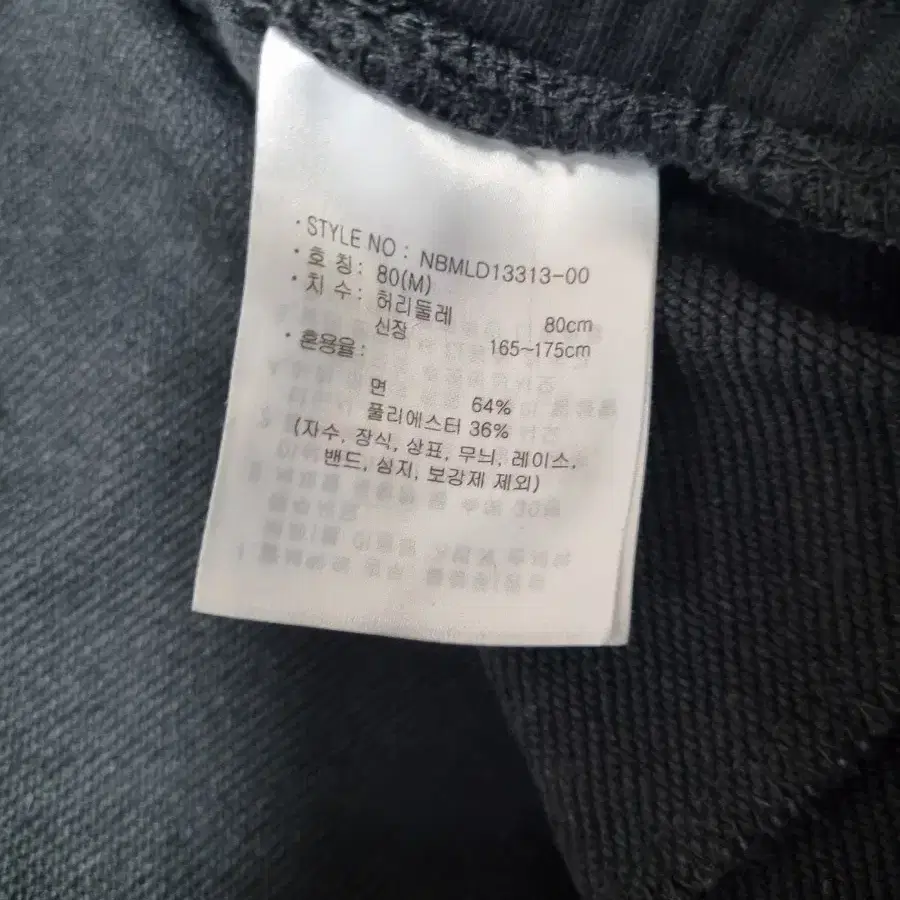 · STYLE NO : NBMLD13313-00
· 호 칭 : 80(M)
· 치 수 : 허리둘레 80cm
신장 165~175cm
· 혼용율 :
면 64%
폴리에스터 36%
(자수, 장식, 상표, 무늬, 레이스,
밴드, 심지, 보강제 제외)